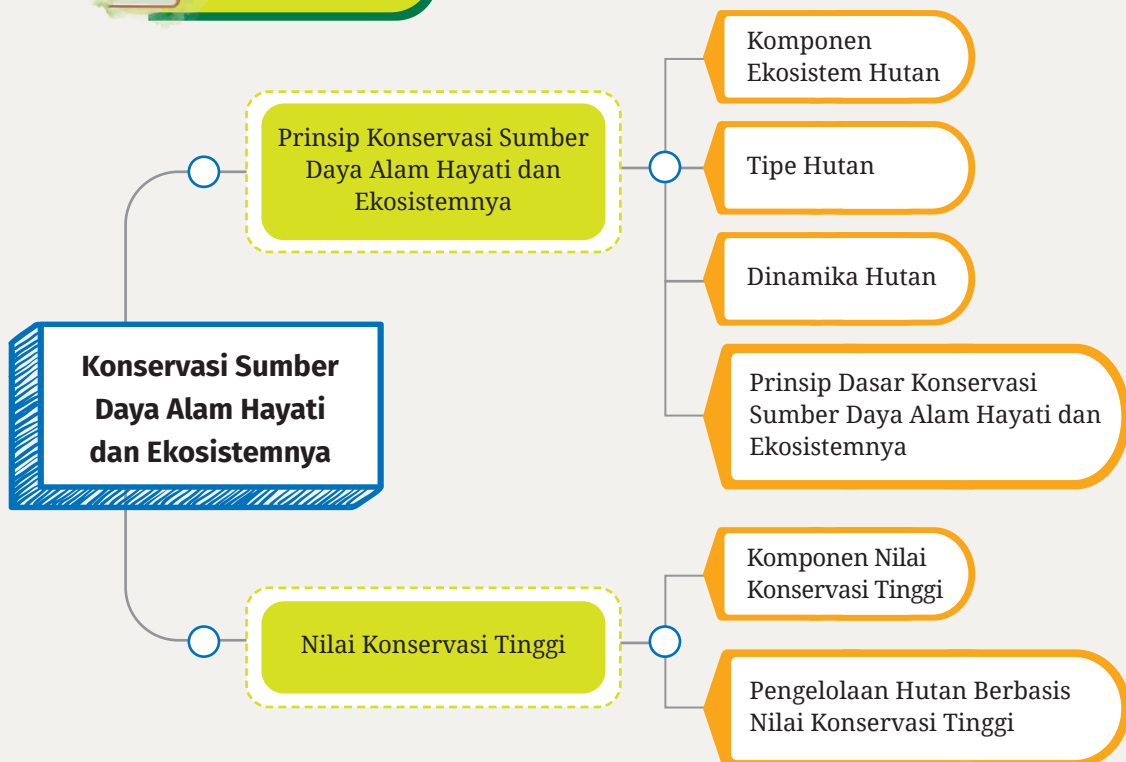 Konservasi Sumber
Daya Alam Hayati
dan Ekosistemnya
Prinsip Konservasi Sumber
Daya Alam Hayati dan
Ekosistemnya
Komponen
Ekosistem Hutan
Tipe Hutan
Dinamika Hutan
Prinsip Dasar Konservasi
Sumber Daya Alam Hayati dan
Ekosistemnya
Nilai Konservasi Tinggi
Komponen Nilai
Konservasi Tinggi
Pengelolaan Hutan Berbasis
Nilai Konservasi Tinggi